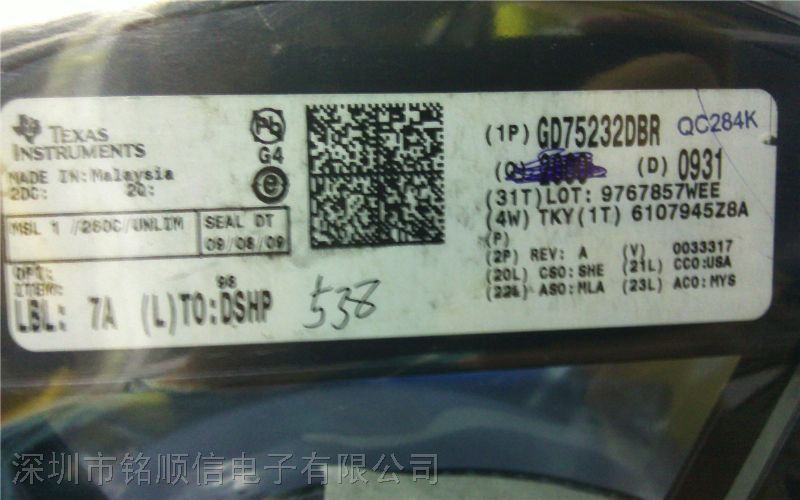 TEXAS
INSTRUMENTS
MADE IN: Malaysia
2DC: 2Q:
MSL 1 //260C/UNLIM
SEAL DT
09/08/09
OPT:
ITEM: 98
LBL: 7A (L)TO:DSHP
538
Pb
G4
e
(1P) GD75232DBR QC284K
(Q) 2000 (D) 0931
(31T)LOT: 9767857WEE
(4W) TKY(1T) 6107945Z8A
(P)
(2P) REV: A (V) 0033317
(20L) CSO:SHE (21L) CCO:USA
(22L) ASO:MLA (23L) ACO:MYS
深圳市铭顺信电子有限公司